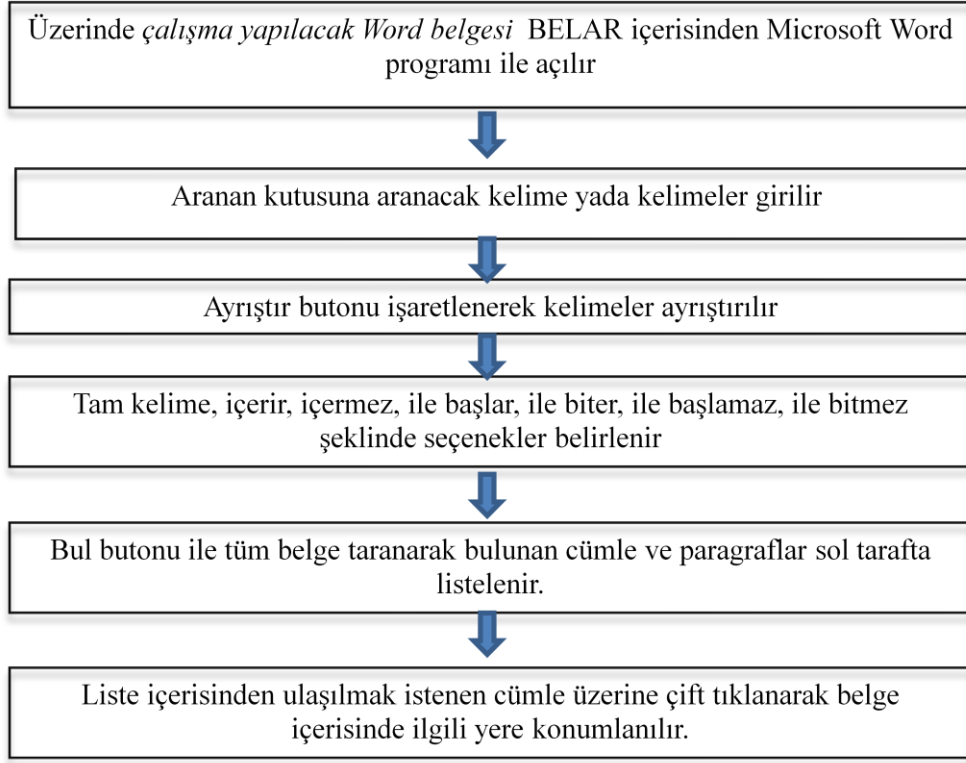 Üzerinde çalışma yapılacak Word belgesi BELAR içerisinden Microsoft Word
programı ile açılır
Aranan kutusuna aranacak kelime yada kelimeler girilir
Ayrıştır butonu işaretlenerek kelimeler ayrıştırılır
Tam kelime, içerir, içermez, ile başlar, ile biter, ile başlamaz, ile bitmez
şeklinde seçenekler belirlenir
Bul butonu ile tüm belge taranarak bulunan cümle ve paragraflar sol tarafta
listelenir.
Liste içerisinden ulaşılmak istenen cümle üzerine çift tıklanarak belge
içerisinde ilgili yere konumlanılır.